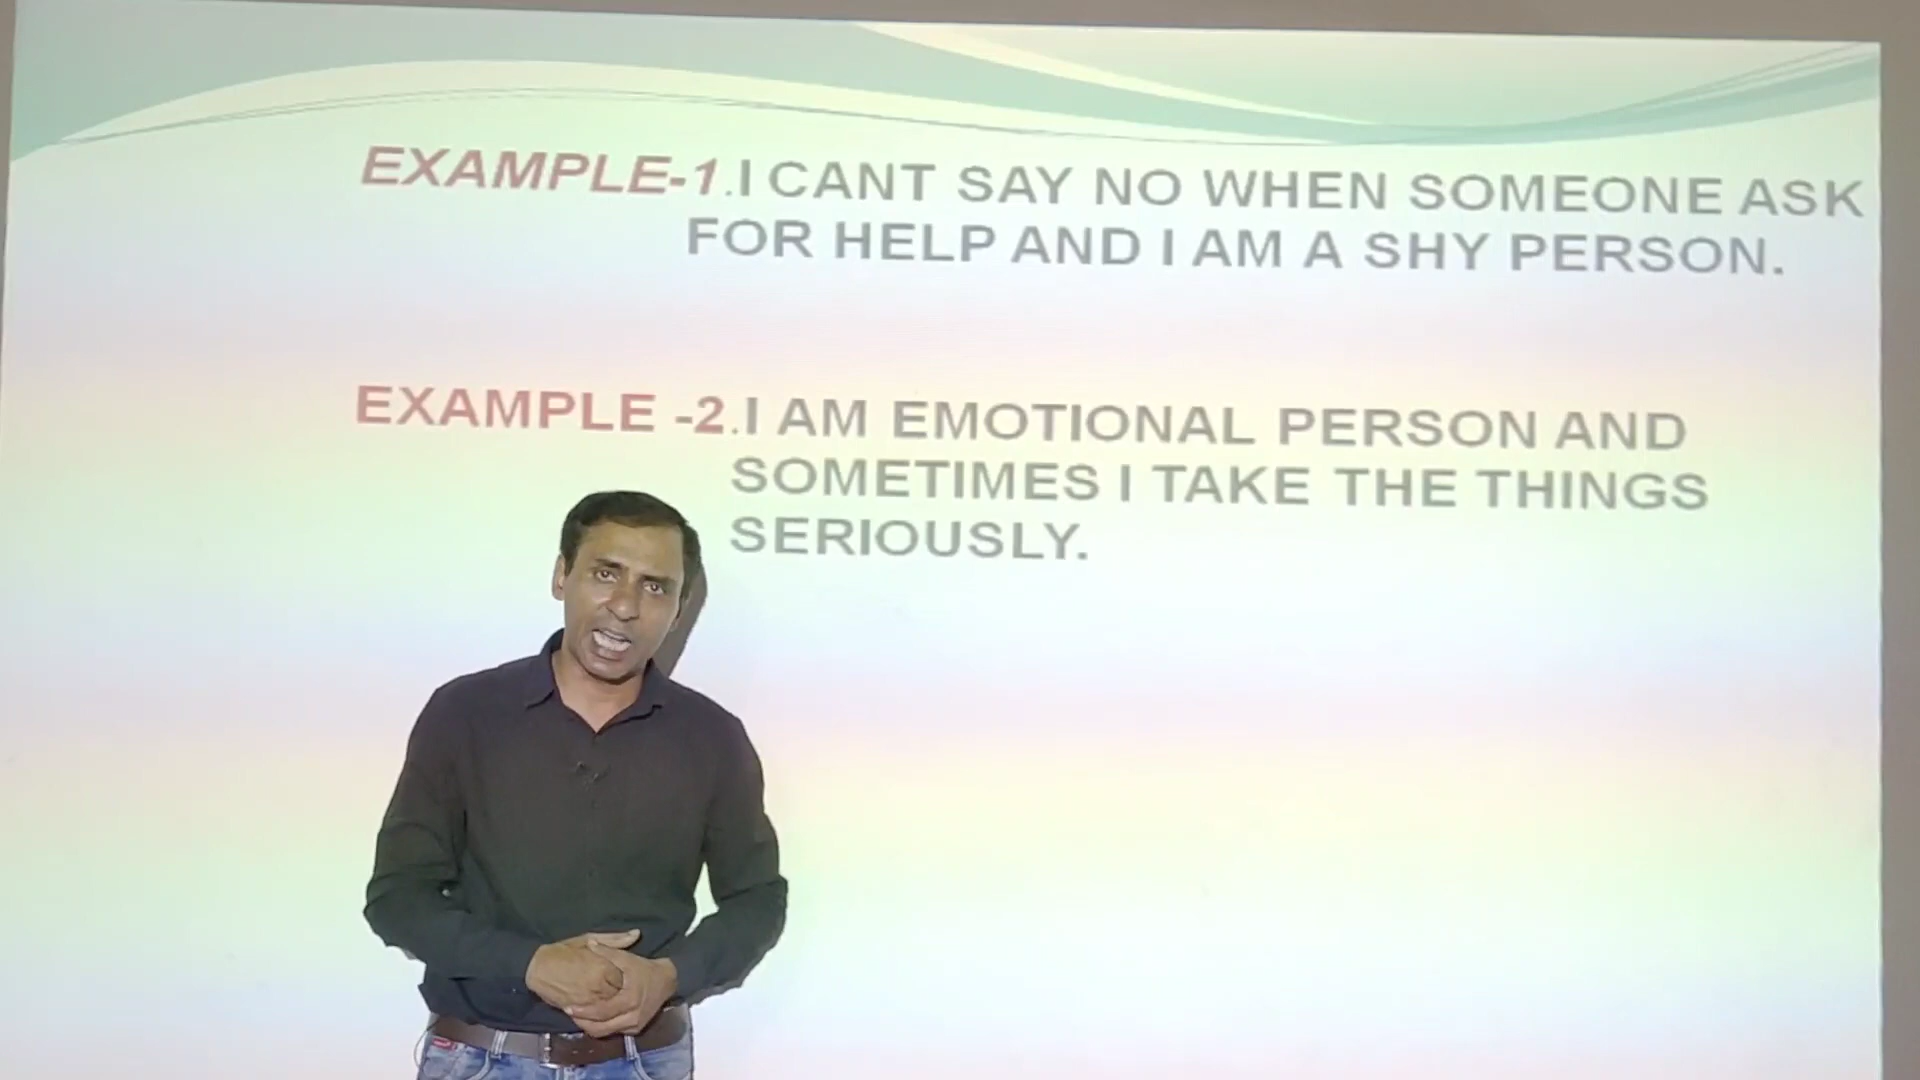 EXAMPLE-1.I CANT SAY NO WHEN SOMEONE ASK
FOR HELP AND I AM A SHY PERSON.
EXAMPLE -2.I AM EMOTIONAL PERSON AND
SOMETIMES I TAKE THE THINGS
SERIOUSLY.